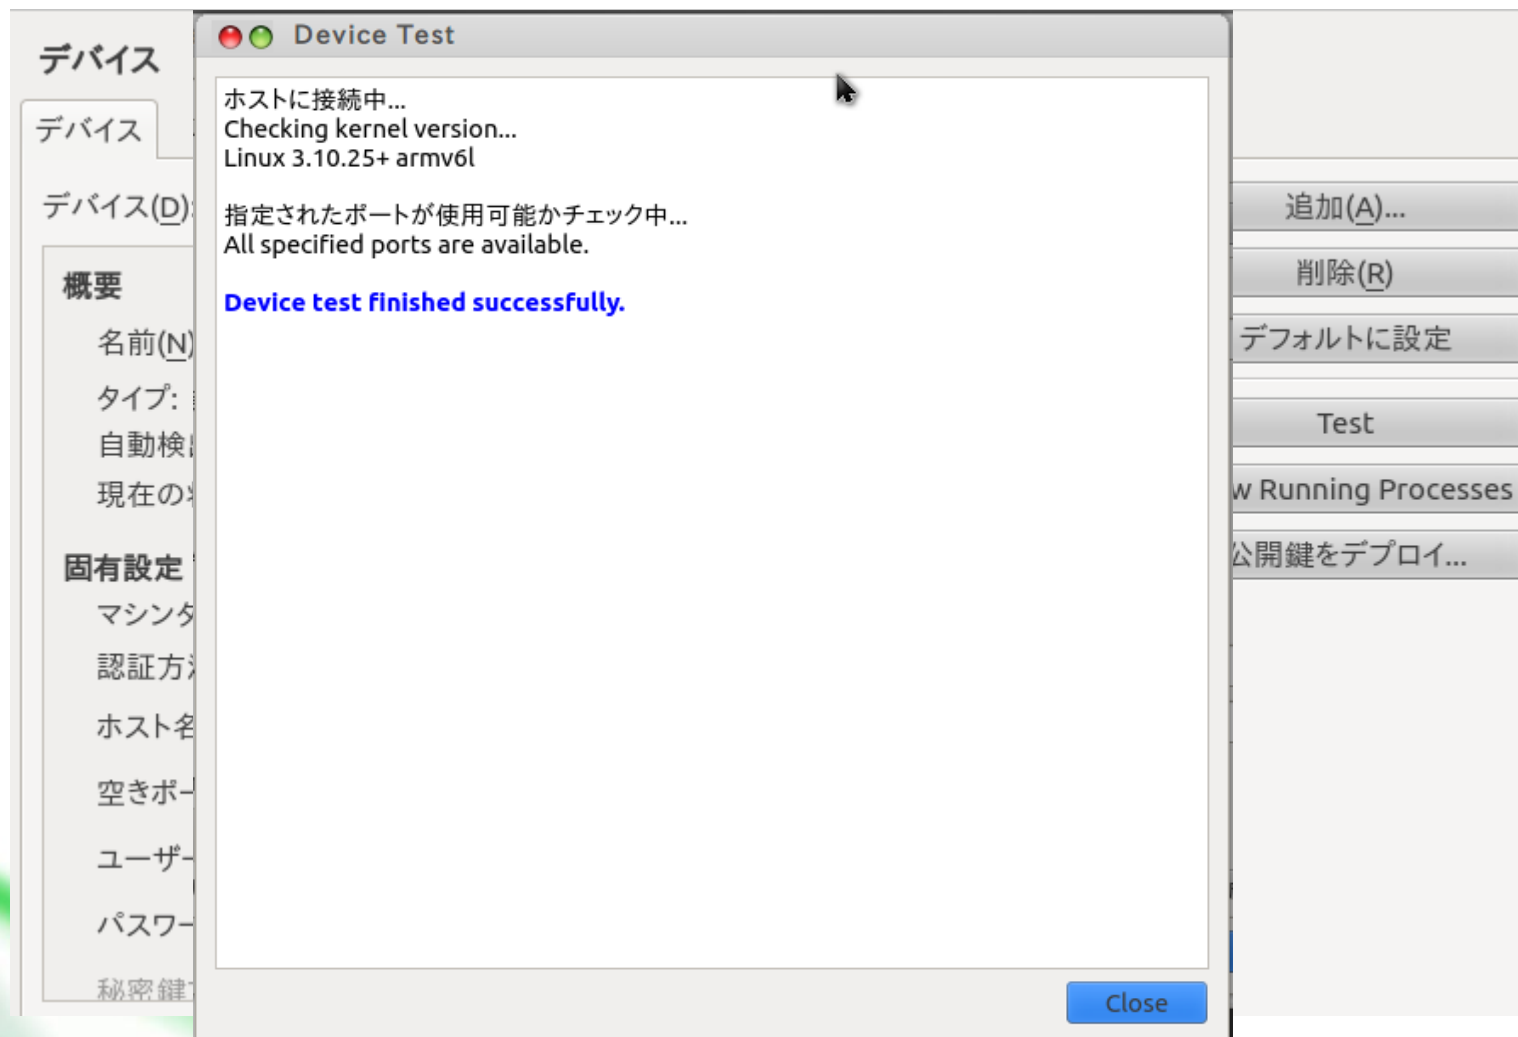 デバイス
デバイス
デバイス(D):
概要
名前(N)
タイプ:
自動検
現在の
固有設定
マシンタ
認証方
ホスト名
空きポー
ユーザー
パスワー
秘密鍵
Device Test
ホストに接続中...
Checking kernel version...
Linux 3.10.25+ armv6l
指定されたポートが使用可能かチェック中...
All specified ports are available.
Device test finished successfully.
Close
追加(A)...
削除(R)
デフォルトに設定
Test
w Running Processes
公開鍵をデプロイ...